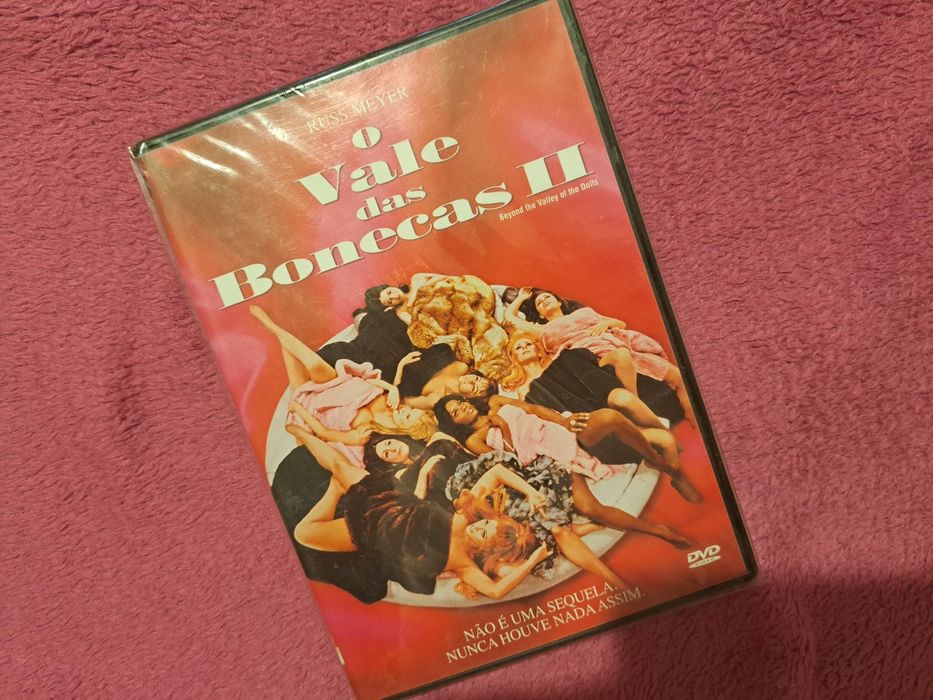 RUSS MEYER
O
Vale
das
Bonecas II
Beyond the Valley of the Dolls
NÃO É UMA SEQUELA.
NUNCA HOUVE NADA ASSIM.
DVD
VIDEO